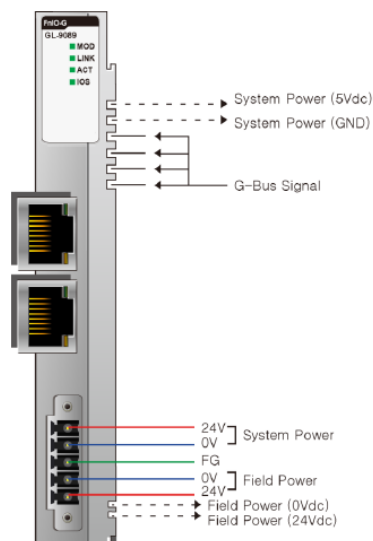 FnIO-G
GL-9089
MOD
LINK
ACT
IOS
System Power (5Vdc)
System Power (GND)
G-Bus Signal
24V
0V
System Power
FG
0V
Field Power
24V
Field Power (0Vdc)
Field Power (24Vdc)